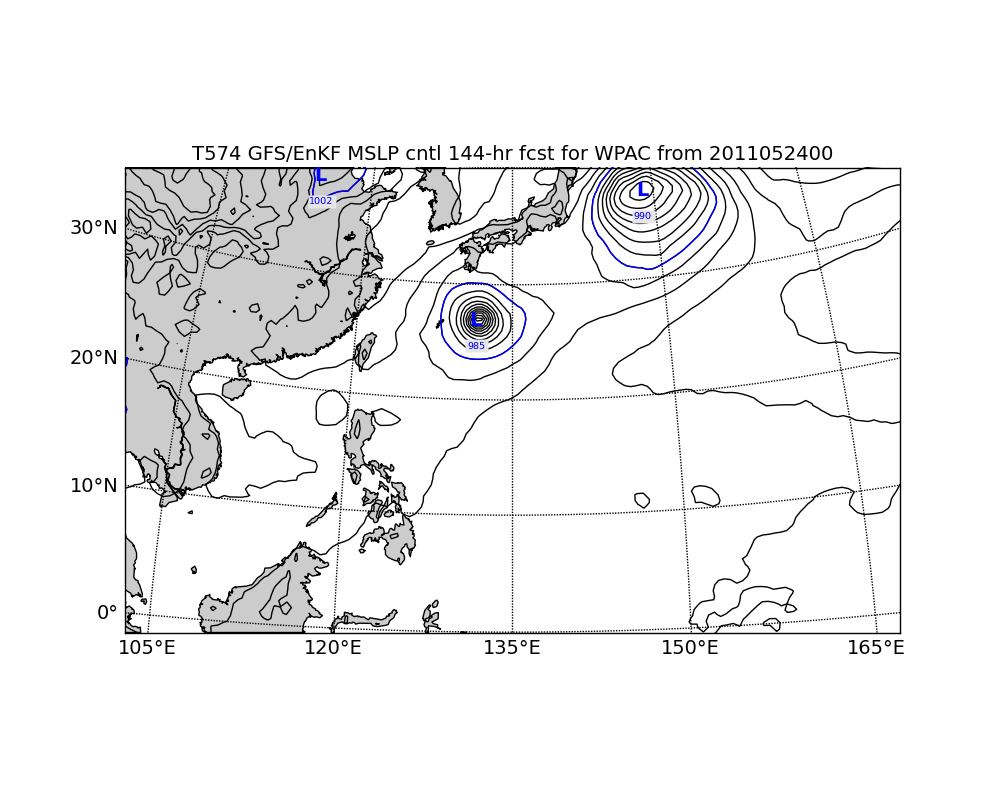 T574 GFS/EnKF MSLP cntl 144-hr fcst for WPAC from 2011052400
L
1002
L
990
30°N
L
985
20°N
10°N
0°
105°E 120°E 135°E 150°E 165°E